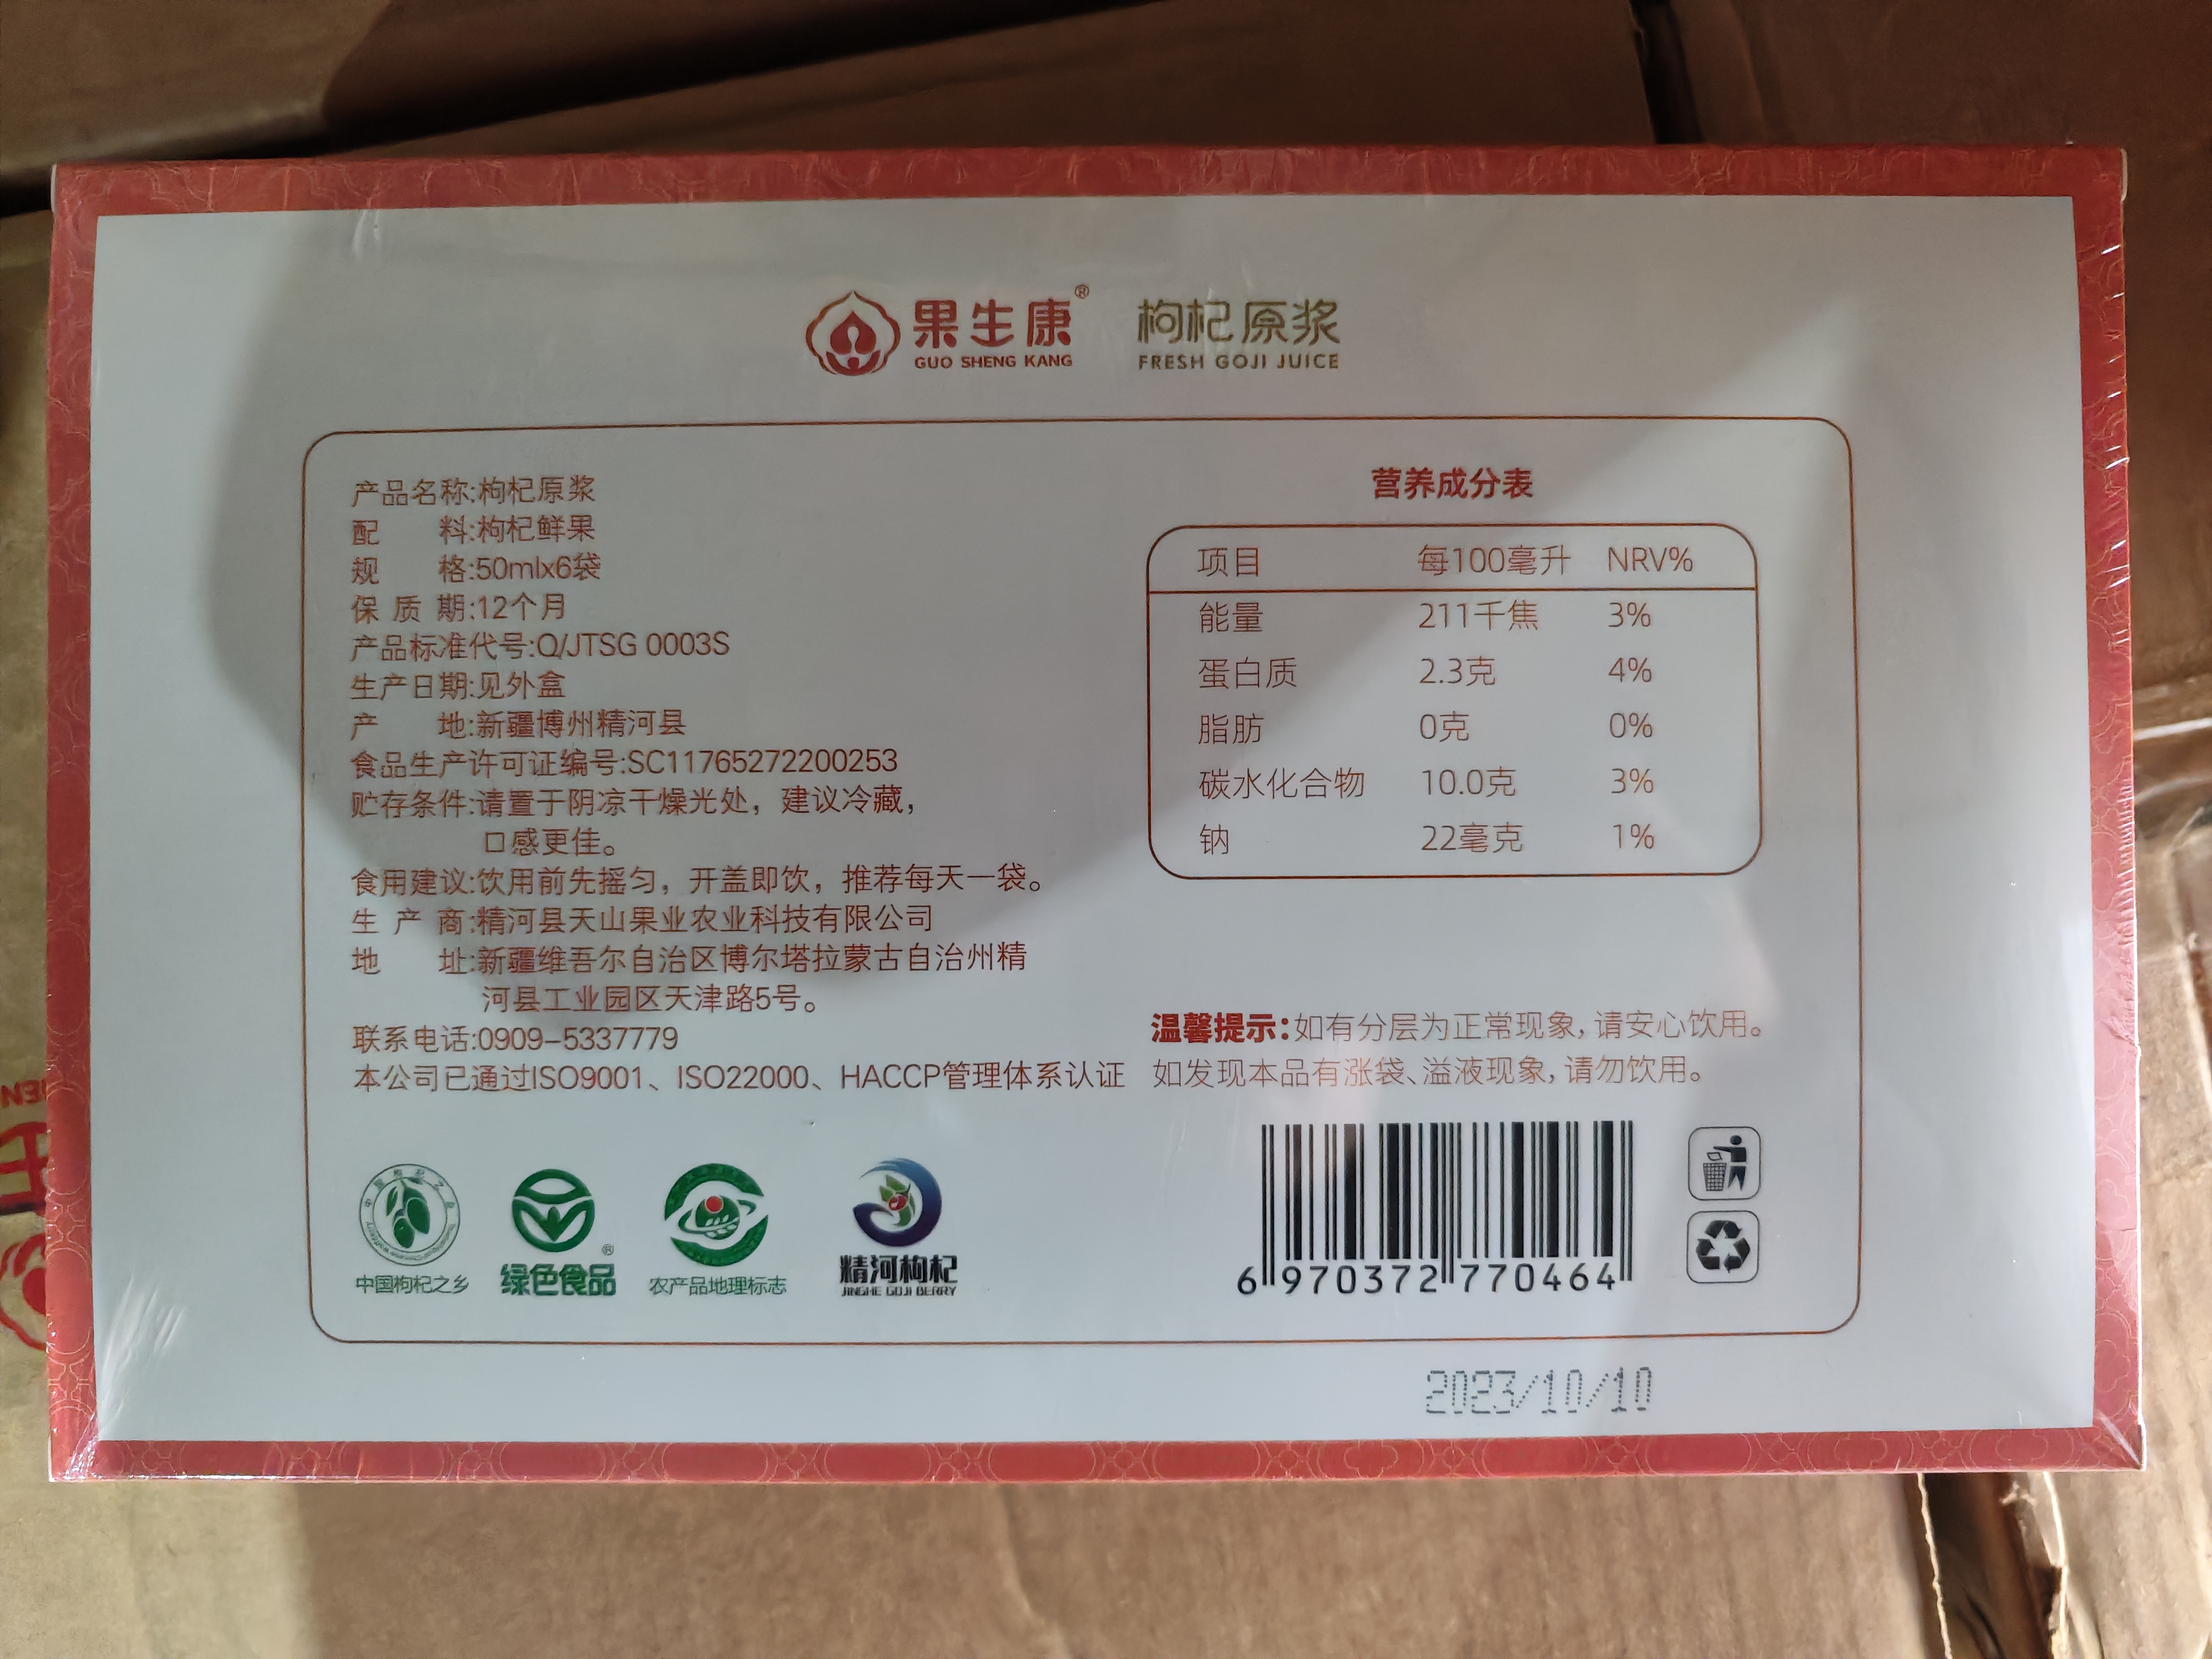 果生康®
GUO SHENG KANG
枸杞原浆
FRESH GOJI JUICE
产品名称:枸杞原浆
配 料:枸杞鲜果
规 格:50mlx6袋
保 质 期:12个月
产品标准代号:Q/JTSG 0003S
生产日期:见外盒
产 地:新疆博州精河县
食品生产许可证编号:SC11765272200253
贮存条件:请置于阴凉干燥光处，建议冷藏，
口感更佳。
食用建议:饮用前先摇匀，开盖即饮，推荐每天一袋。
生 产 商:精河县天山果业农业科技有限公司
地 址:新疆维吾尔自治区博尔塔拉蒙古自治州精
河县工业园区天津路5号。
联系电话:0909-5337779
本公司已通过ISO9001、ISO22000、HACCP管理体系认证
营养成分表
项目 每100毫升 NRV%
能量 211千焦 3%
蛋白质 2.3克 4%
脂肪 0克 0%
碳水化合物 10.0克 3%
钠 22毫克 1%
温馨提示:如有分层为正常现象,请安心饮用。
如发现本品有涨袋、溢液现象,请勿饮用。
中国枸杞之乡
绿色食品®
农产品地理标志
精河枸杞
JINGHE GOJI BERRY
6 970372 770464
2023/10/10